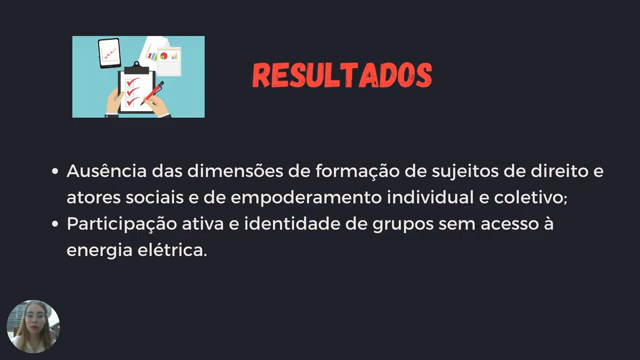 RESULTADOS
• Ausência das dimensões de formação de sujeitos de direito e
atores sociais e de empoderamento individual e coletivo;
• Participação ativa e identidade de grupos sem acesso à
energia elétrica.